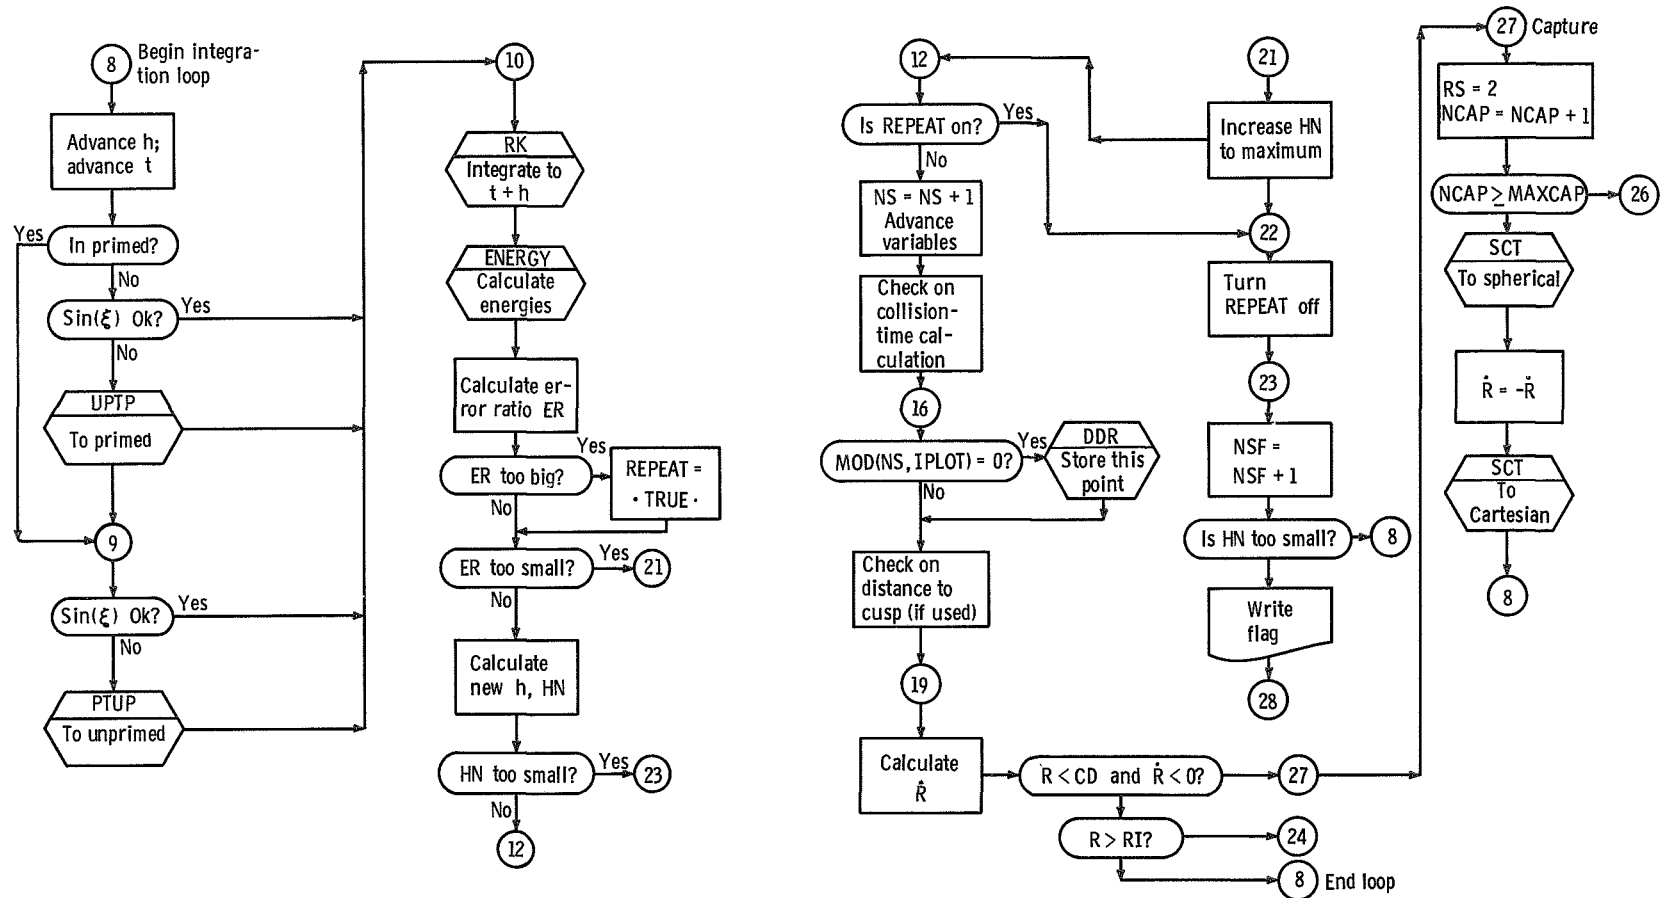 8
Begin integra-
tion loop
Advance h;
advance t
In primed?
Yes
No
Sin(ξ) Ok?
Yes
No
UPTP
To primed
9
Sin(ξ) Ok?
Yes
No
PTUP
To unprimed
10
RK
Integrate to
t + h
ENERGY
Calculate
energies
Calculate er-
ror ratio ER
ER too big?
Yes
REPEAT =
· TRUE ·
No
ER too small?
Yes
21
No
Calculate
new h, HN
HN too small?
Yes
23
No
12
12
Is REPEAT on?
Yes
No
NS = NS + 1
Advance
variables
Check on
collision-
time cal-
culation
16
MOD(NS, IPLOT) = 0?
Yes
DDR
Store this
point
No
Check on
distance to
cusp (if used)
19
Calculate
Ṙ
R < CD and Ṙ < 0?
27
R > RI?
24
8
End loop
21
Increase HN
to maximum
22
Turn
REPEAT off
23
NSF =
NSF + 1
Is HN too small?
8
Write
flag
28
27
Capture
RS = 2
NCAP = NCAP + 1
NCAP ≥ MAXCAP
26
SCT
To spherical
Ṙ = -Ṙ
SCT
To
Cartesian
8